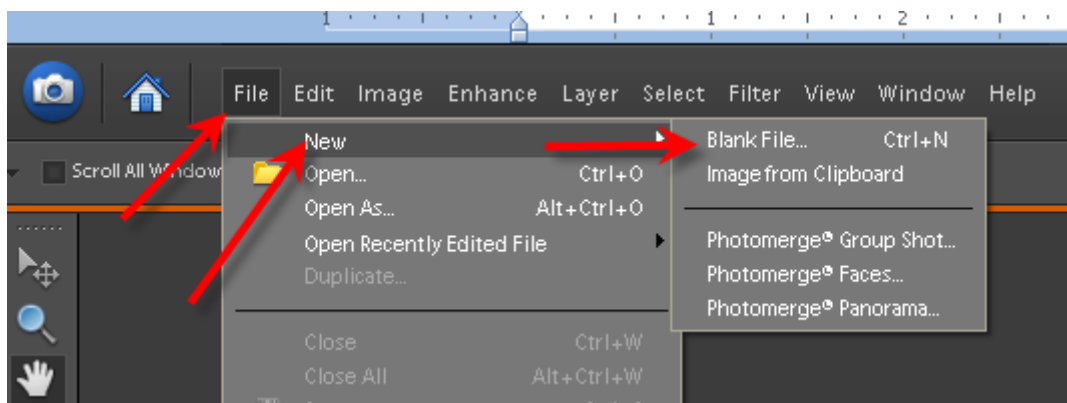 1 1 2
File Edit Image Enhance Layer Select Filter View Window Help
Scroll All Window
New
Open... Ctrl+O
Open As... Alt+Ctrl+O
Open Recently Edited File
Duplicate...
Close Ctrl+W
Close All Alt+Ctrl+W
Blank File... Ctrl+N
Image from Clipboard
Photomerge® Group Shot...
Photomerge® Faces...
Photomerge® Panorama...